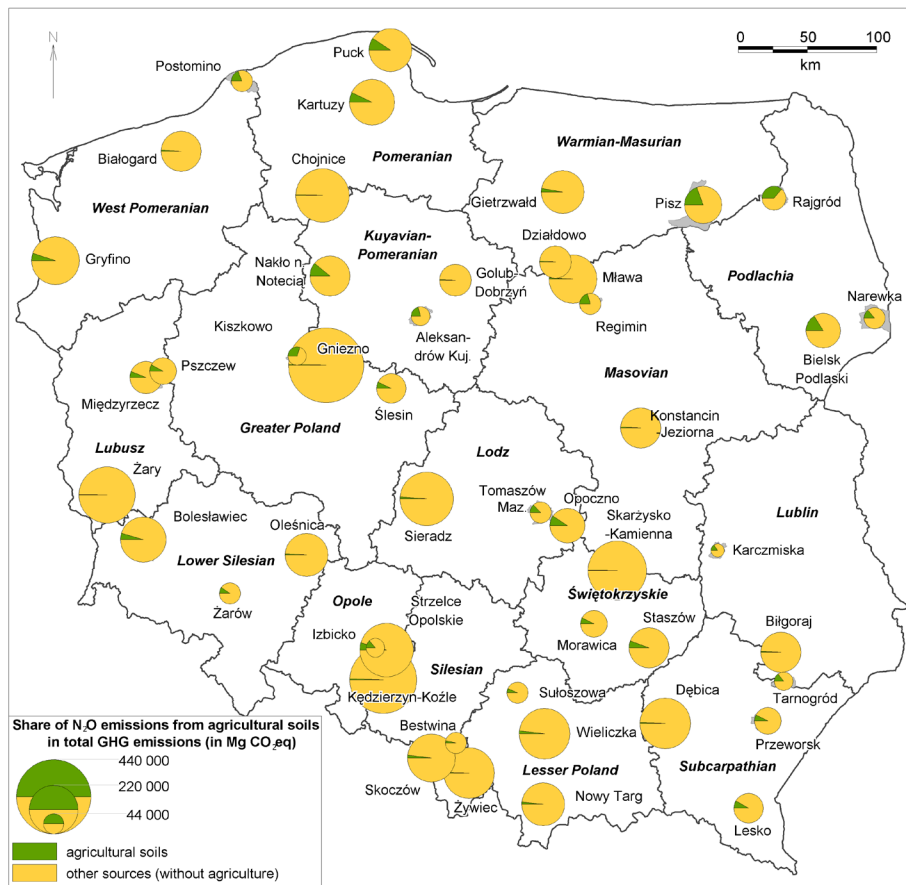 N
0 50 100
km
Puck
Postomino
Kartuzy
Białogard
Pomeranian
Warmian-Masurian
Chojnice
Gietrzwałd
Pisz
Rajgród
West Pomeranian
Działdowo
Kuyavian-
Pomeranian
Gryfino
Nakło n.
Notecią
Golub-
Dobrzyń
Mława
Podlachia
Narewka
Kiszkowo
Regimin
Aleksan-
drów Kuj.
Gniezno
Bielsk
Podlaski
Pszczew
Masovian
Międzyrzecz
Ślesin
Konstancin
-Jeziorna
Greater Poland
Lubusz
Lodz
Żary
Tomaszów
Maz.
Opoczno
Bolesławiec
Oleśnica
Sieradz
Skarżysko
-Kamienna
Lublin
Karczmiska
Lower Silesian
Żarów
Opole
Strzelce
Opolskie
Świętokrzyskie
Izbicko
Morawica
Staszów
Biłgoraj
Silesian
Kędzierzyn-Koźle
Sułoszowa
Dębica
Tarnogród
Bestwina
Wieliczka
Przeworsk
Skoczów
Żywiec
Lesser Poland
Nowy Targ
Subcarpathian
Lesko
Share of N2O emissions from agricultural soils
in total GHG emissions (in Mg CO2eq)
440 000
220 000
44 000
agricultural soils
other sources (without agriculture)